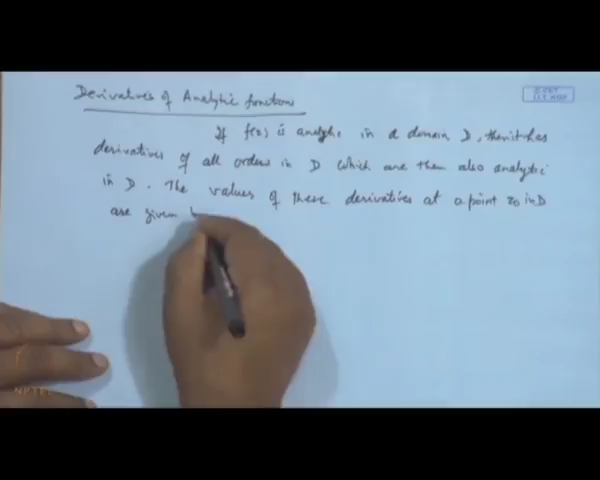 Derivatives of Analytic functions
If f(z) is analytic in a domain D, then it has
derivatives of all orders in D which are then also analytic
in D. The values of these derivatives at a point z0 in D
are given
NPTEL